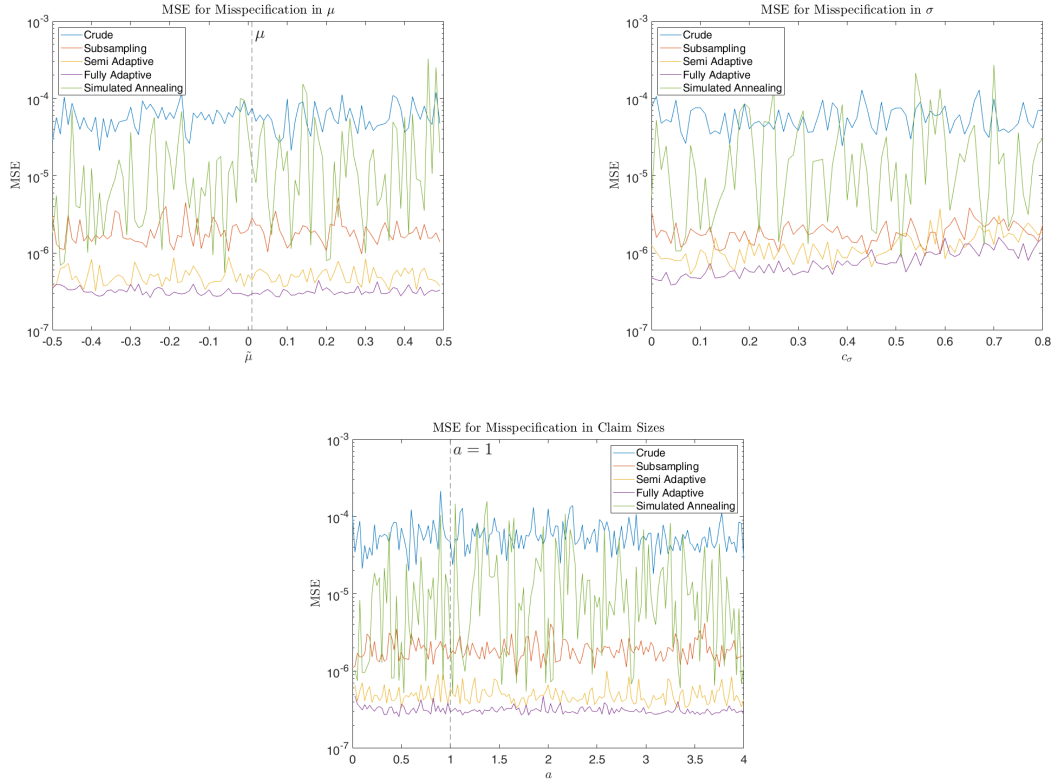 MSE for Misspecification in μ
10^-3
10^-4
10^-5
10^-6
10^-7
MSE
Crude
Subsampling
Semi Adaptive
Fully Adaptive
Simulated Annealing
μ
-0.5 -0.4 -0.3 -0.2 -0.1 0 0.1 0.2 0.3 0.4 0.5
μ̃
MSE for Misspecification in σ
10^-3
10^-4
10^-5
10^-6
10^-7
MSE
Crude
Subsampling
Semi Adaptive
Fully Adaptive
Simulated Annealing
0 0.1 0.2 0.3 0.4 0.5 0.6 0.7 0.8
c_σ
MSE for Misspecification in Claim Sizes
10^-3
10^-4
10^-5
10^-6
10^-7
MSE
a = 1
Crude
Subsampling
Semi Adaptive
Fully Adaptive
Simulated Annealing
0 0.5 1 1.5 2 2.5 3 3.5 4
a